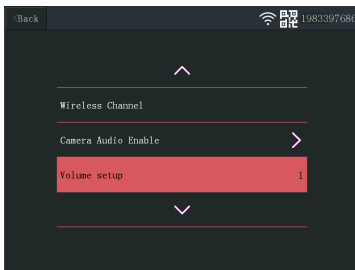 <Back
1983397686
Wireless Channel
Camera Audio Enable
Volume setup 1